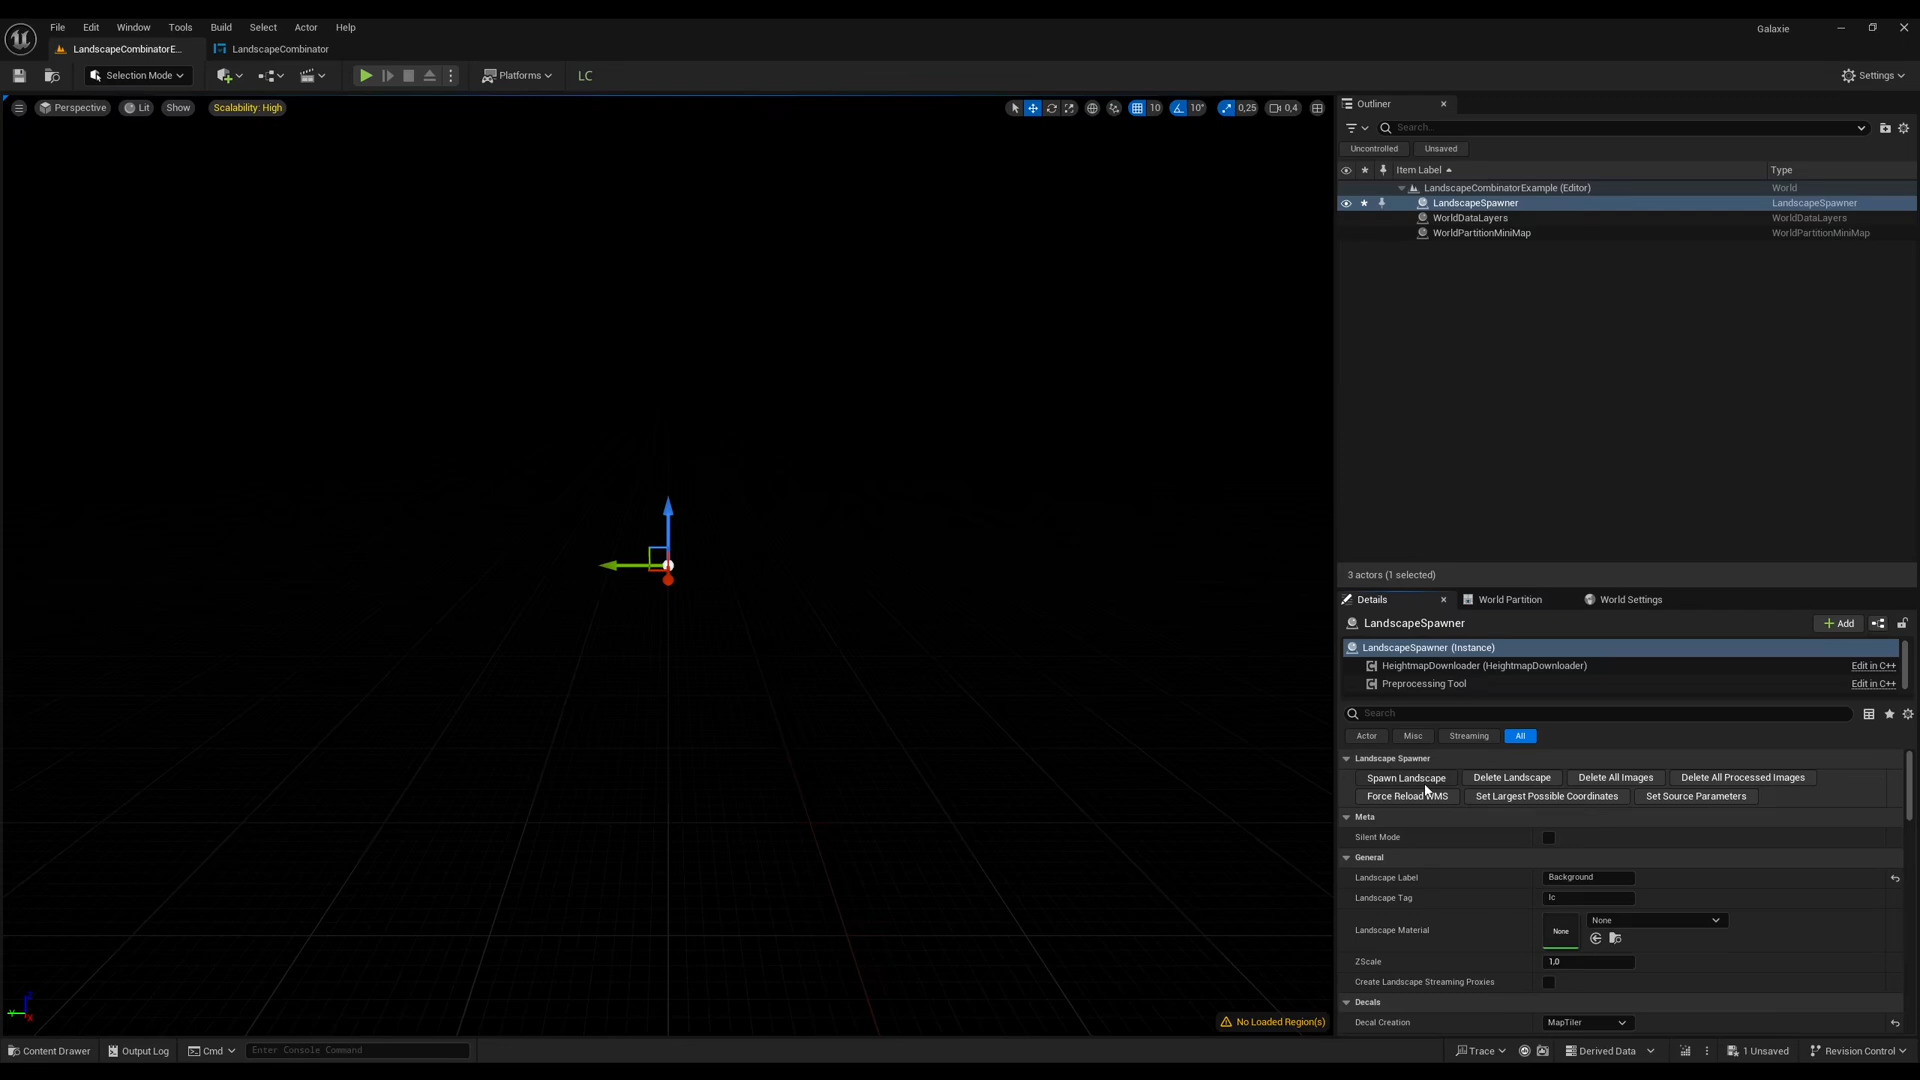 File Edit Window Tools Build Select Actor Help
Galaxie
LandscapeCombinatorE...
LandscapeCombinator
Selection Mode
Platforms
LC
Settings
Perspective
Lit
Show
Scalability: High
10
10°
0,25
0,4
Outliner
Search...
Uncontrolled
Unsaved
Item Label
Type
LandscapeCombinatorExample (Editor)
World
LandscapeSpawner
LandscapeSpawner
WorldDataLayers
WorldDataLayers
WorldPartitionMiniMap
WorldPartitionMiniMap
3 actors (1 selected)
Details
World Partition
World Settings
LandscapeSpawner
Add
LandscapeSpawner (Instance)
HeightmapDownloader (HeightmapDownloader)
Edit in C++
Preprocessing Tool
Edit in C++
Search
Actor
Misc
Streaming
All
Landscape Spawner
Spawn Landscape
Delete Landscape
Delete All Images
Delete All Processed Images
Force Reload WMS
Set Largest Possible Coordinates
Set Source Parameters
Meta
Silent Mode
General
Landscape Label
Background
Landscape Tag
lc
Landscape Material
None
None
ZScale
1,0
Create Landscape Streaming Proxies
Decals
Decal Creation
MapTiler
No Loaded Region(s)
Z
Y
X
Content Drawer
Output Log
Cmd
Enter Console Command
Trace
Derived Data
1 Unsaved
Revision Control